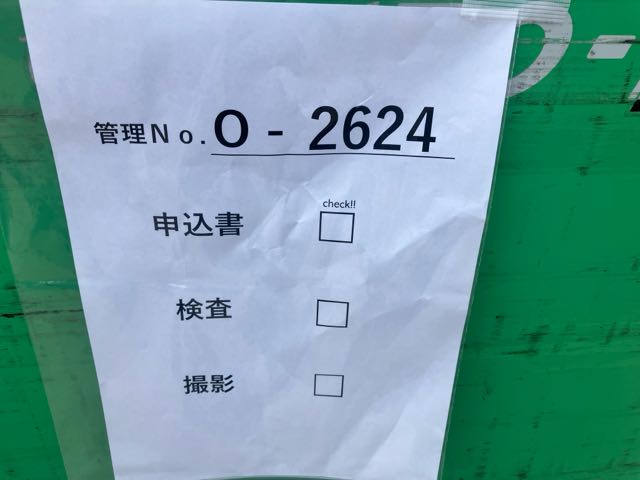 管理No. O - 2624
check!!
申込書 □
検査 □
撮影 □